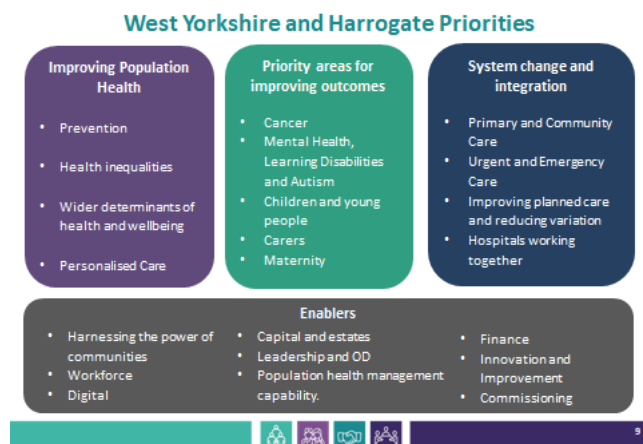 West Yorkshire and Harrogate Priorities
Improving Population
Health
• Prevention
• Health inequalities
• Wider determinants of
health and wellbeing
• Personalised Care
Priority areas for
improving outcomes
• Cancer
• Mental Health,
Learning Disabilities
and Autism
• Children and young
people
• Carers
• Maternity
System change and
integration
• Primary and Community
Care
• Urgent and Emergency
Care
• Improving planned care
and reducing variation
• Hospitals working
together
Enablers
• Harnessing the power of
communities
• Workforce
• Digital
• Capital and estates
• Leadership and OD
• Population health management
capability.
• Finance
• Innovation and
Improvement
• Commissioning
9